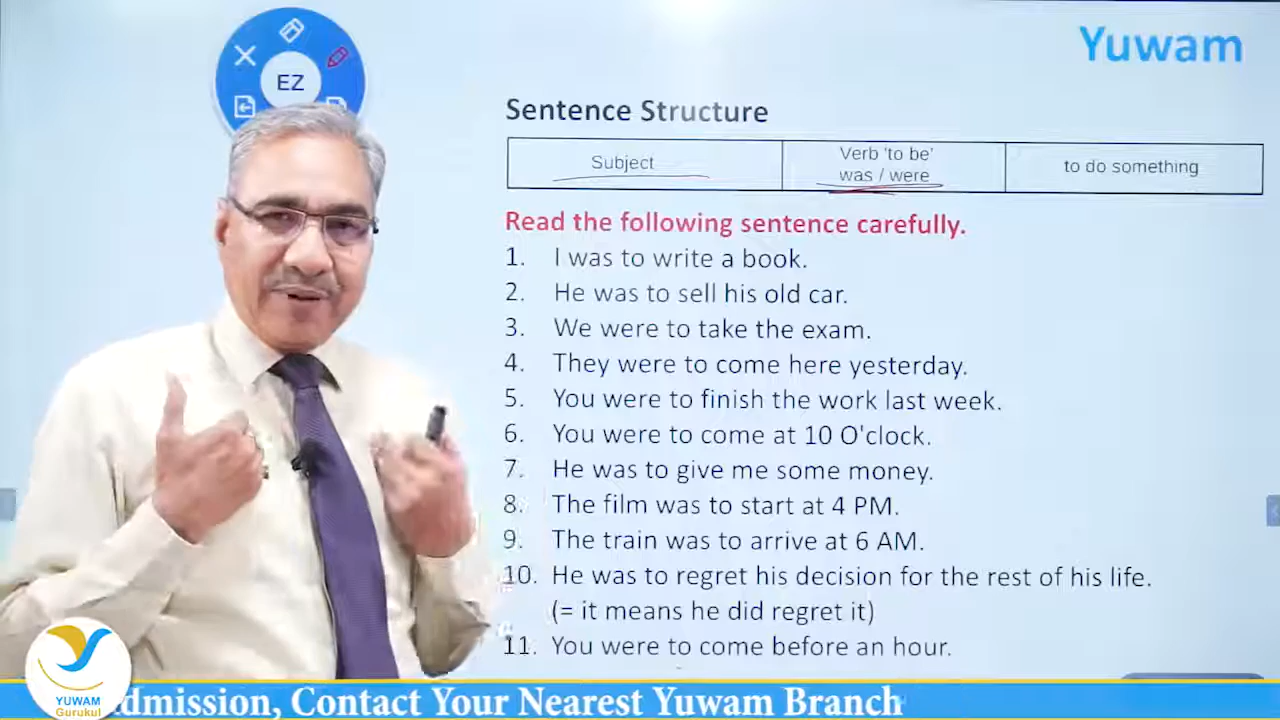 Yuwam
EZ
Sentence Structure
Subject
Verb 'to be'
was / were
to do something
Read the following sentence carefully.
1. I was to write a book.
2. He was to sell his old car.
3. We were to take the exam.
4. They were to come here yesterday.
5. You were to finish the work last week.
6. You were to come at 10 O'clock.
7. He was to give me some money.
8. The film was to start at 4 PM.
9. The train was to arrive at 6 AM.
10. He was to regret his decision for the rest of his life.
(= it means he did regret it)
11. You were to come before an hour.
YUWAM
Gurukul
dmission, Contact Your Nearest Yuwam Branch